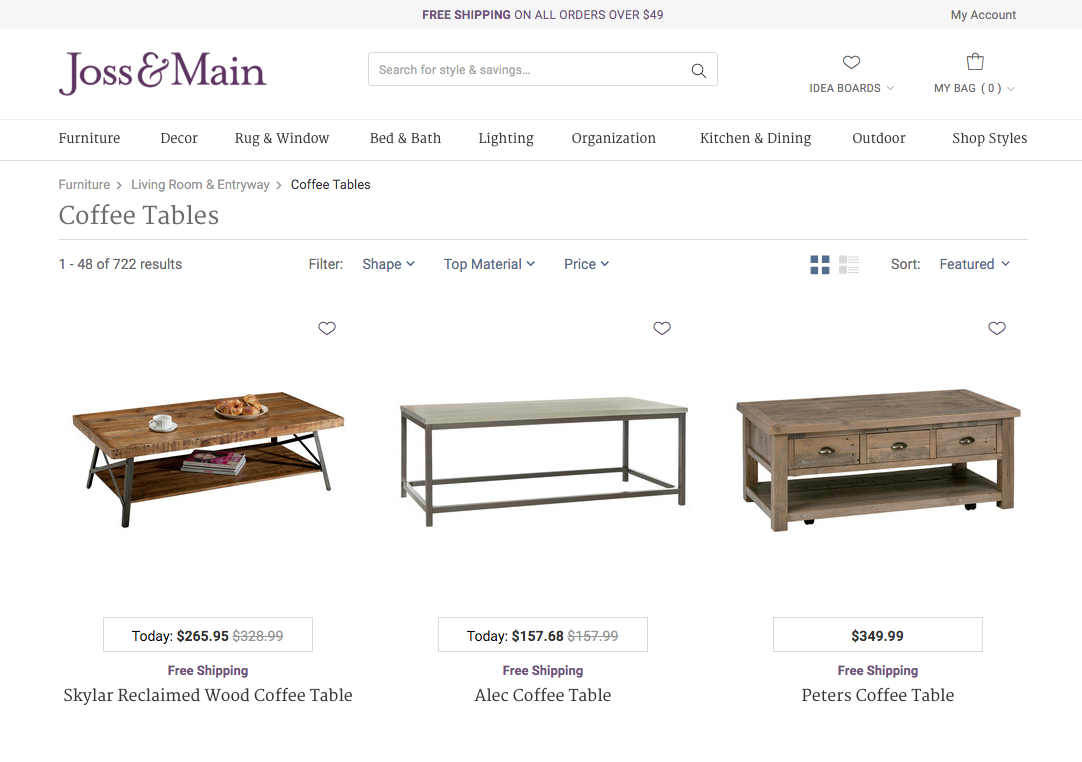 FREE SHIPPING ON ALL ORDERS OVER $49
My Account
Joss&Main
Search for style & savings...
IDEA BOARDS
MY BAG ( 0 )
Furniture Decor Rug & Window Bed & Bath Lighting Organization Kitchen & Dining Outdoor Shop Styles
Furniture > Living Room & Entryway > Coffee Tables
Coffee Tables
1 - 48 of 722 results
Filter: Shape Top Material Price
Sort: Featured
Today: $265.95 $328.99
Free Shipping
Skylar Reclaimed Wood Coffee Table
Today: $157.68 $157.99
Free Shipping
Alec Coffee Table
$349.99
Free Shipping
Peters Coffee Table